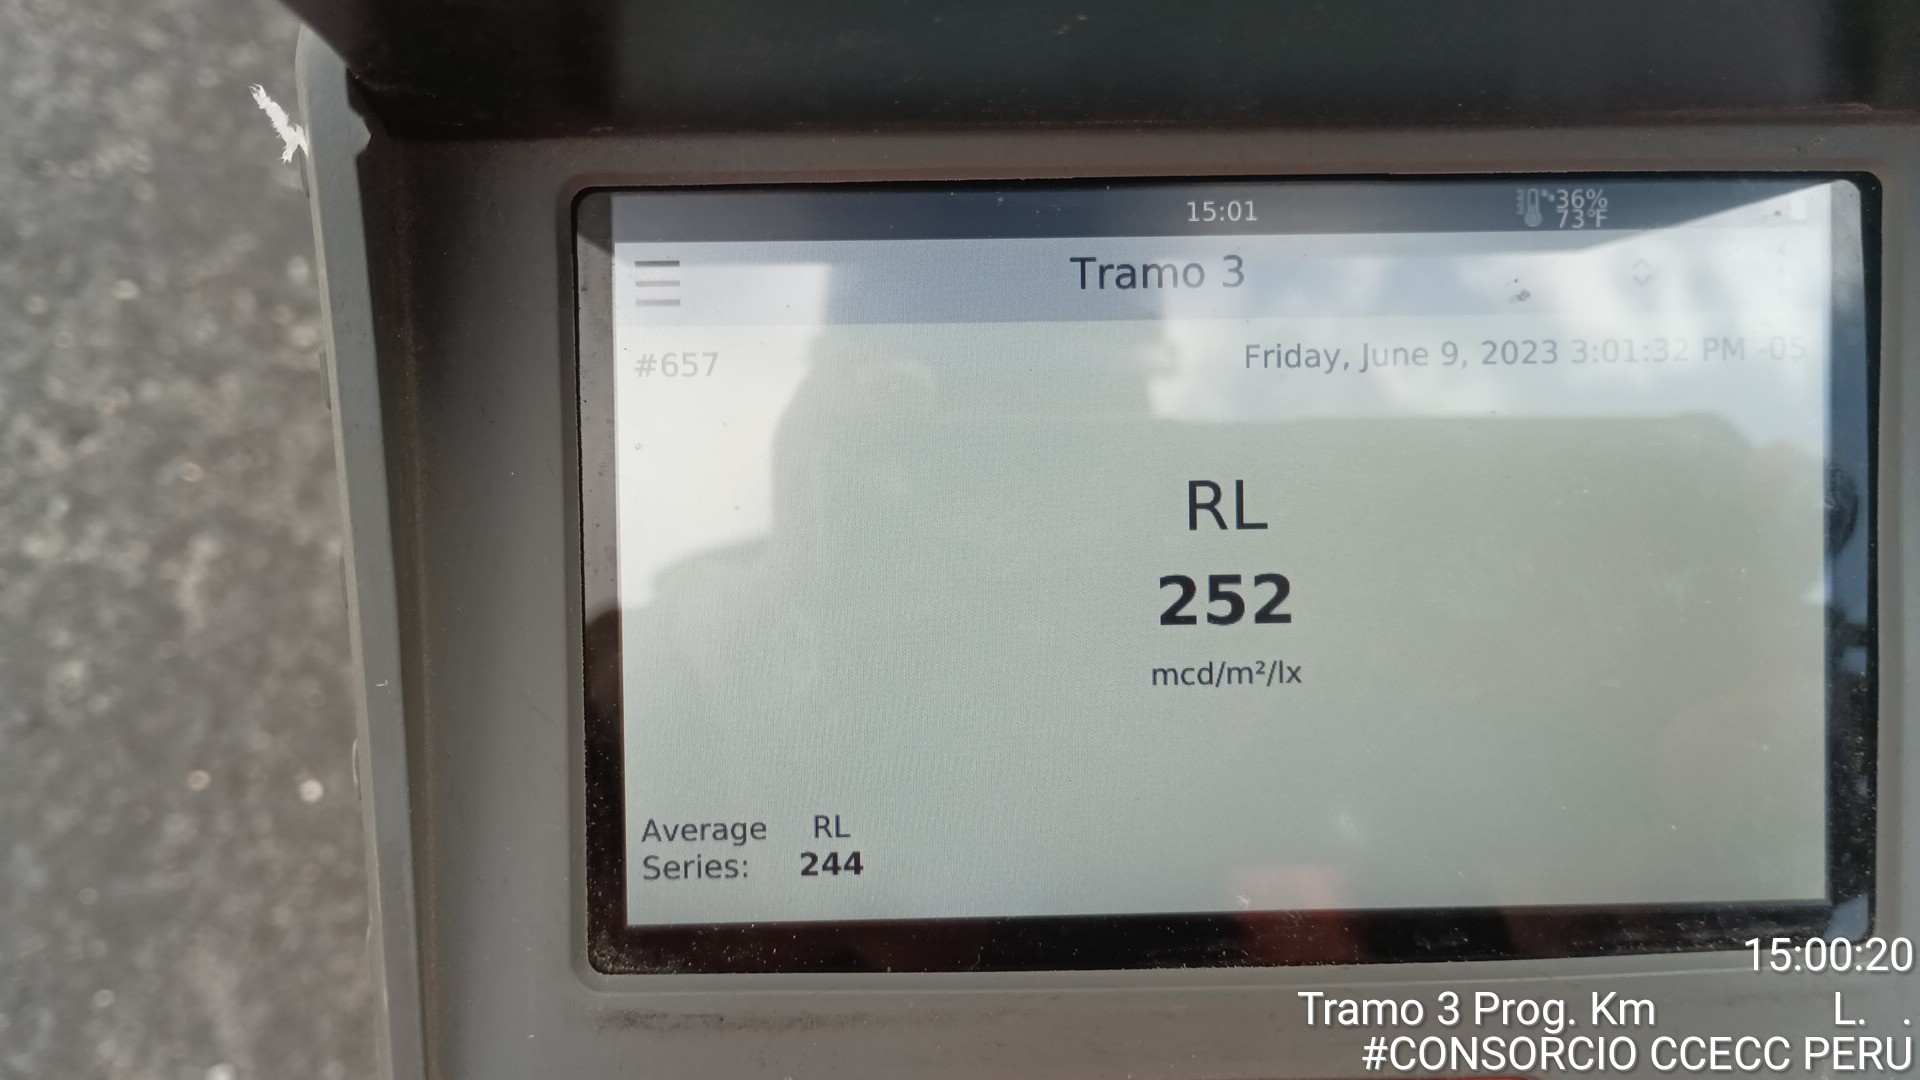 15:01
36%
73°F
Tramo 3
#657
Friday, June 9, 2023 3:01:32 PM -05
RL
252
mcd/m²/lx
Average RL
Series: 244
15:00:20
Tramo 3 Prog. Km L. .
#CONSORCIO CCECC PERU